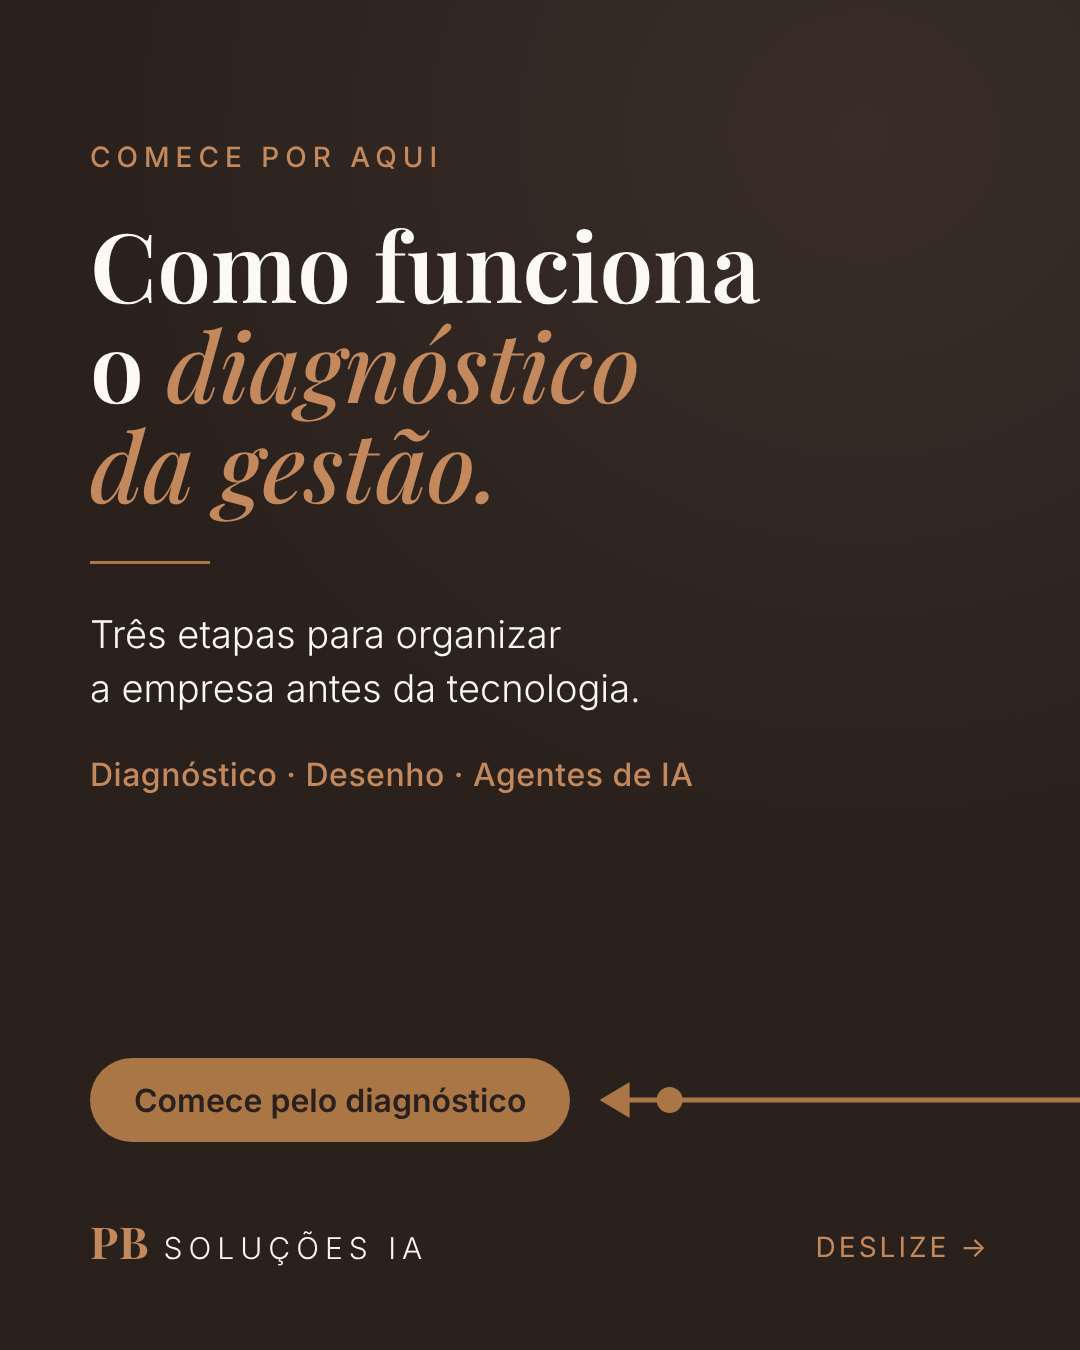 COMECE POR AQUI
Como funciona
o diagnóstico
da gestão.
Três etapas para organizar
a empresa antes da tecnologia.
Diagnóstico · Desenho · Agentes de IA
Comece pelo diagnóstico
PB SOLUÇÕES IA
DESLIZE →